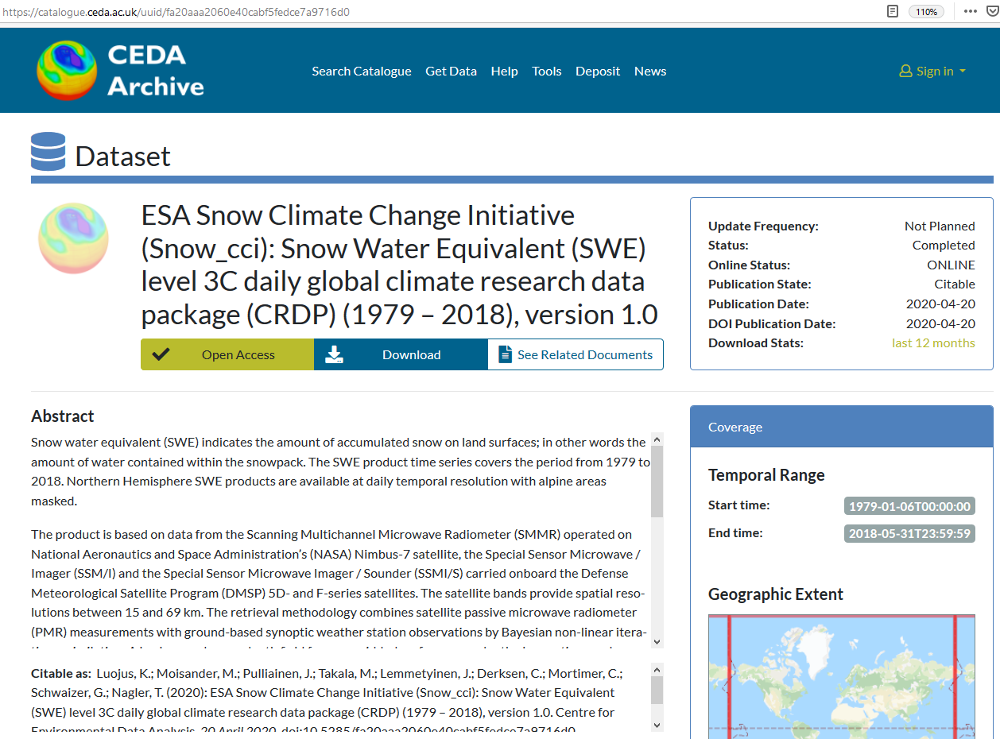 https://catalogue.ceda.ac.uk/uuid/fa20aaa2060e40cabf5fedce7a9716d0
110%
CEDA
Archive
Search Catalogue Get Data Help Tools Deposit News
Sign in
Dataset
ESA Snow Climate Change Initiative
(Snow_cci): Snow Water Equivalent (SWE)
level 3C daily global climate research data
package (CRDP) (1979 – 2018), version 1.0
Open Access
Download
See Related Documents
Update Frequency: Not Planned
Status: Completed
Online Status: ONLINE
Publication State: Citable
Publication Date: 2020-04-20
DOI Publication Date: 2020-04-20
Download Stats: last 12 months
Abstract
Snow water equivalent (SWE) indicates the amount of accumulated snow on land surfaces; in other words the
amount of water contained within the snowpack. The SWE product time series covers the period from 1979 to
2018. Northern Hemisphere SWE products are available at daily temporal resolution with alpine areas
masked.
The product is based on data from the Scanning Multichannel Microwave Radiometer (SMMR) operated on
National Aeronautics and Space Administration’s (NASA) Nimbus-7 satellite, the Special Sensor Microwave /
Imager (SSM/I) and the Special Sensor Microwave Imager / Sounder (SSMI/S) carried onboard the Defense
Meteorological Satellite Program (DMSP) 5D- and F-series satellites. The satellite bands provide spatial reso-
lutions between 15 and 69 km. The retrieval methodology combines satellite passive microwave radiometer
(PMR) measurements with ground-based synoptic weather station observations by Bayesian non-linear itera-
Citable as: Luojus, K.; Moisander, M.; Pulliainen, J.; Takala, M.; Lemmetyinen, J.; Derksen, C.; Mortimer, C.;
Schwaizer, G.; Nagler, T. (2020): ESA Snow Climate Change Initiative (Snow_cci): Snow Water Equivalent
(SWE) level 3C daily global climate research data package (CRDP) (1979 – 2018), version 1.0. Centre for
Environmental Data Analysis, 20 April 2020. doi:10.5285/fa20aaa2060e40cabf5fedce7a9716d0
Coverage
Temporal Range
Start time: 1979-01-06T00:00:00
End time: 2018-05-31T23:59:59
Geographic Extent